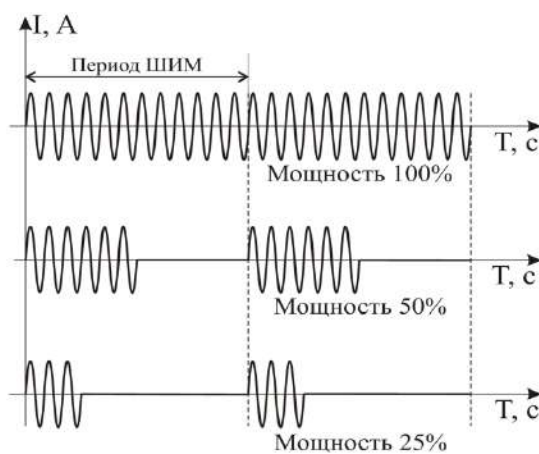 I, A
Период ШИМ
T, c
Мощность 100%
T, c
Мощность 50%
T, c
Мощность 25%